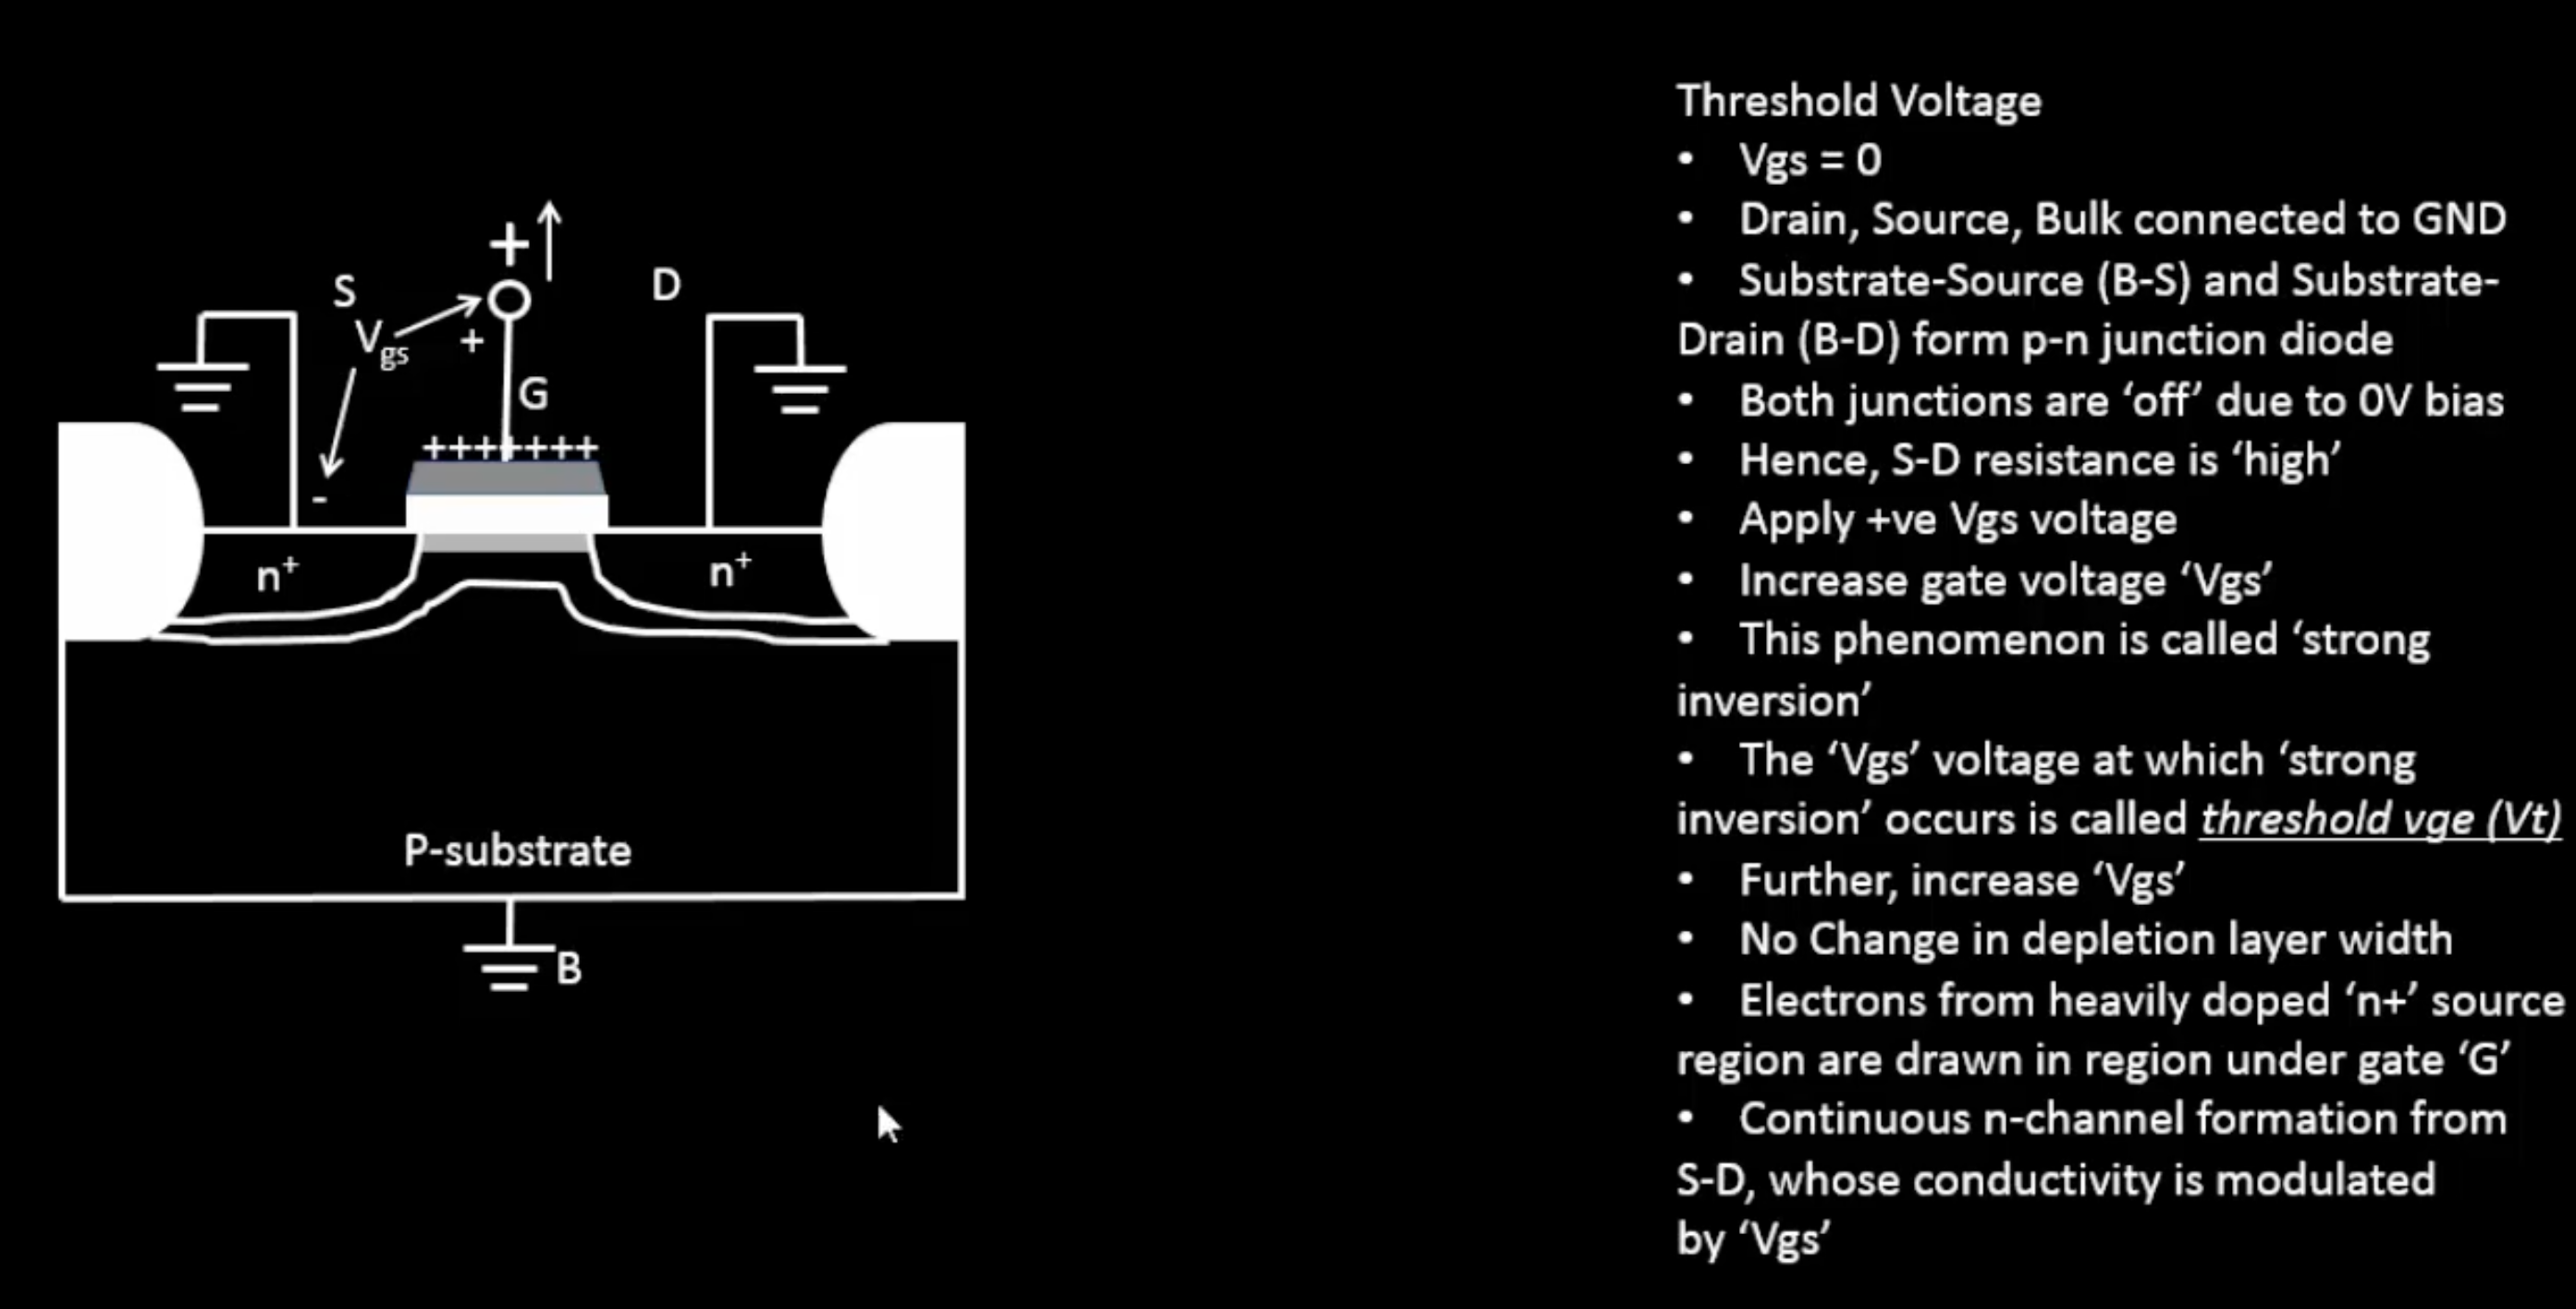 Threshold Voltage
• Vgs = 0
• Drain, Source, Bulk connected to GND
• Substrate-Source (B-S) and Substrate-
Drain (B-D) form p-n junction diode
• Both junctions are ‘off’ due to 0V bias
• Hence, S-D resistance is ‘high’
• Apply +ve Vgs voltage
• Increase gate voltage ‘Vgs’
• This phenomenon is called ‘strong
inversion’
• The ‘Vgs’ voltage at which ‘strong
inversion’ occurs is called threshold vge (Vt)
• Further, increase ‘Vgs’
• No Change in depletion layer width
• Electrons from heavily doped ‘n+’ source
region are drawn in region under gate ‘G’
• Continuous n-channel formation from
S-D, whose conductivity is modulated
by ‘Vgs’
+
S
D
Vgs
+
G
+++++++
-
n+
n+
P-substrate
B